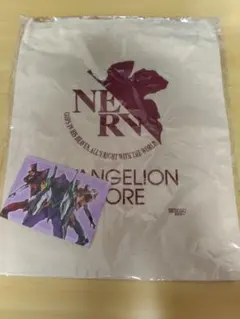 NE
RV
GOD'S IN HIS HEAVEN. ALL'S RIGHT WITH THE WORLD.
ANGELION
ORE